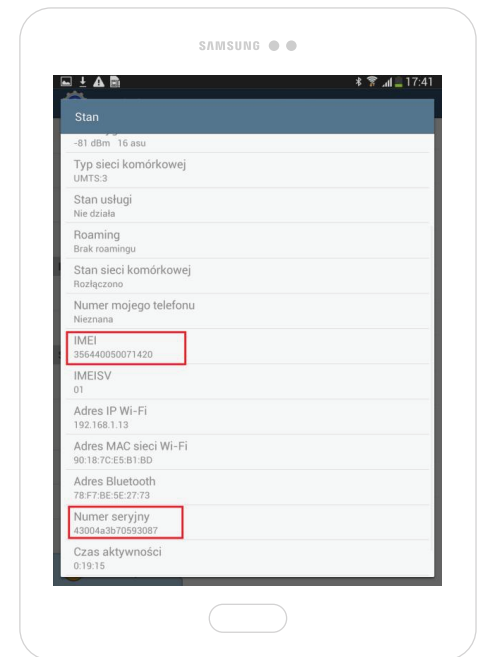 SAMSUNG
17:41
Stan
-81 dBm 16 asu
Typ sieci komórkowej
UMTS:3
Stan usługi
Nie działa
Roaming
Brak roamingu
Stan sieci komórkowej
Rozłączono
Numer mojego telefonu
Nieznana
IMEI
356440050071420
IMEISV
01
Adres IP Wi-Fi
192.168.1.13
Adres MAC sieci Wi-Fi
90:18:7C:E5:B1:BD
Adres Bluetooth
78:F7:BE:5E:27:73
Numer seryjny
43004a3b70593087
Czas aktywności
0:19:15